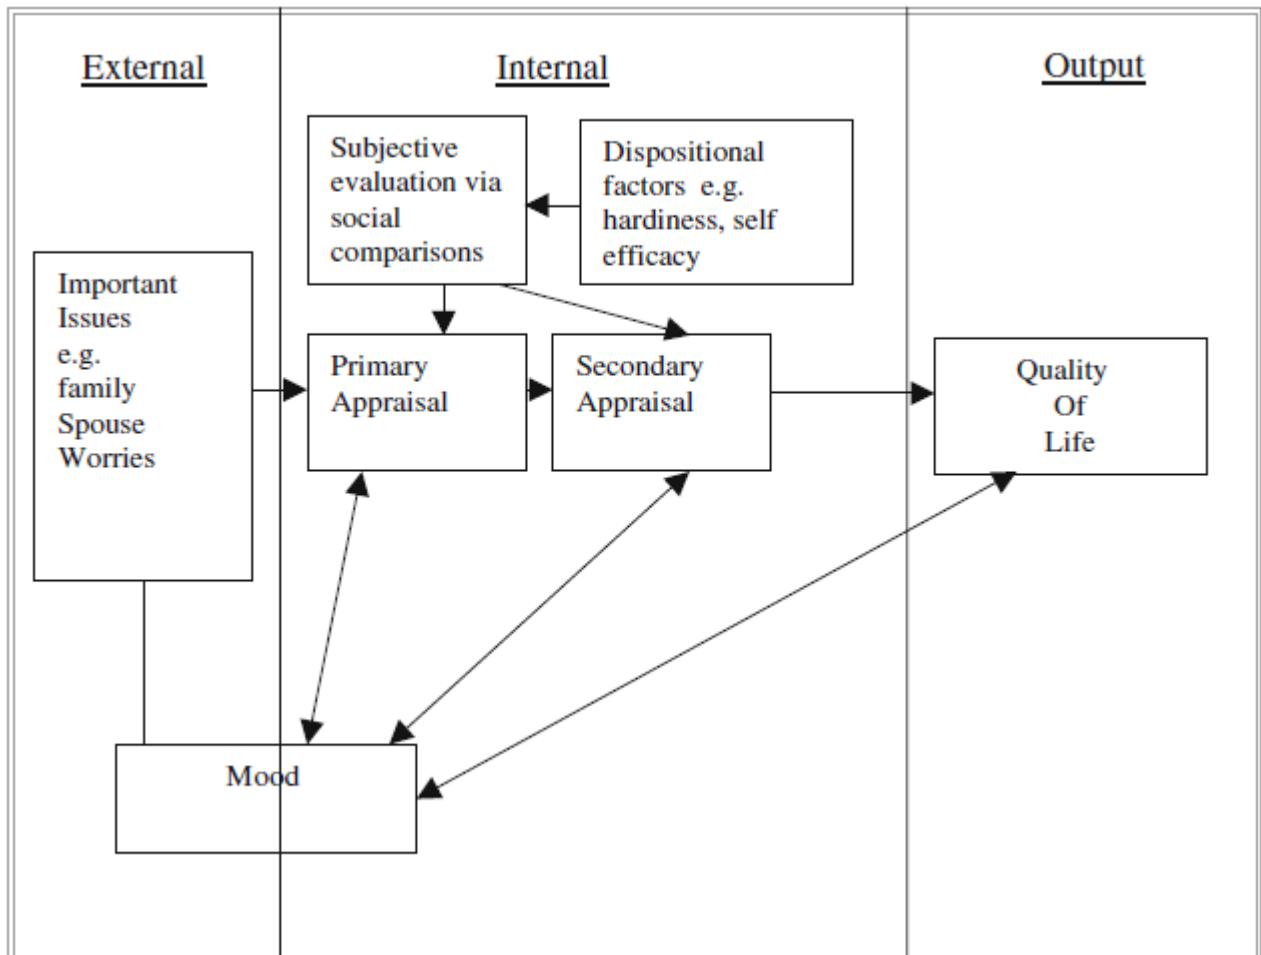 External
Internal
Output
Subjective
evaluation via
social
comparisons
Dispositional
factors e.g.
hardiness, self
efficacy
Important
Issues
e.g.
family
Spouse
Worries
Primary
Appraisal
Secondary
Appraisal
Quality
Of
Life
Mood